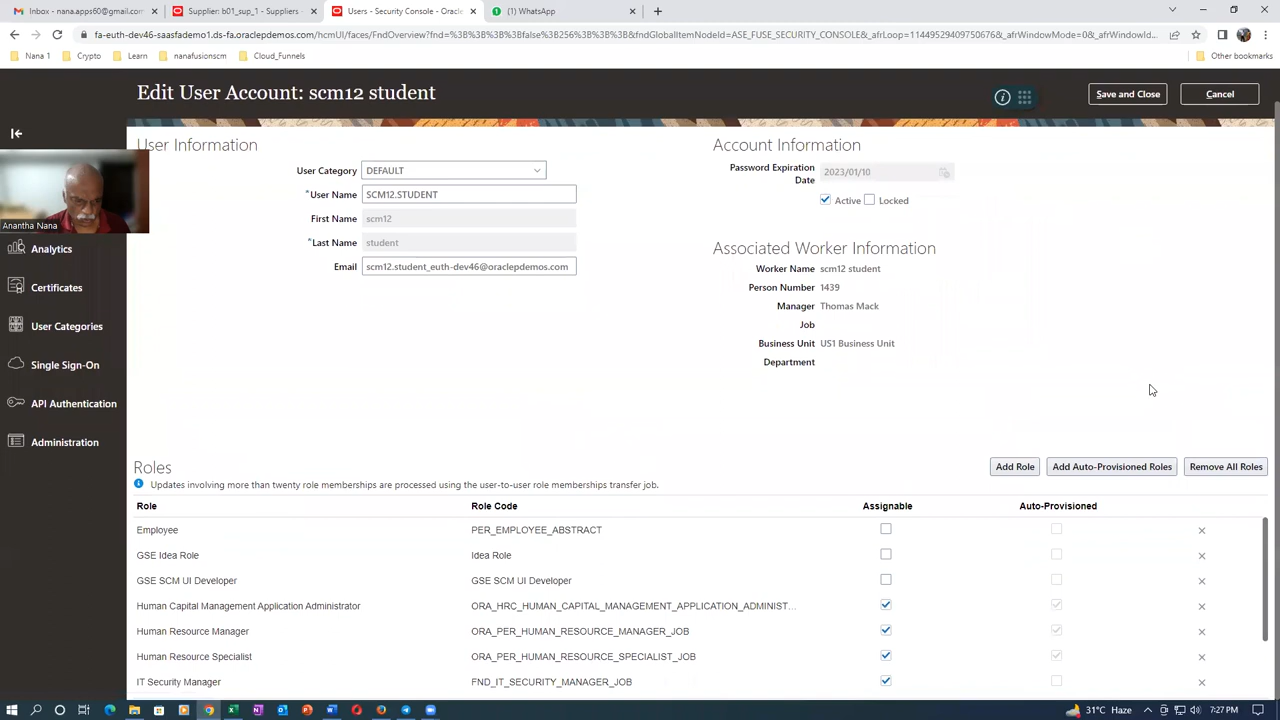 Inbox - nana.apps60@gmail.com
Supplier: b01_sup_1 - Suppliers
Users - Security Console - Oracle
(1) WhatsApp
fa-euth-dev46-saasfademo1.ds-fa.oraclepdemos.com/hcmUI/faces/FndOverview?fnd=%3B%3B%3B%3Bfalse%3B256%3B%3B%3B&fndGlobalItemNodeId=ASE_FUSE_SECURITY_CONSOLE&_afrLoop=11449529409750676&_afrWindowMode=0&_afrWindowId...
Nana 1
Crypto
Learn
nanafusionscm
Cloud_Funnels
Other bookmarks
Edit User Account: scm12 student
Save and Close
Cancel
User Information
User Category DEFAULT
*User Name SCM12.STUDENT
First Name scm12
*Last Name student
Email scm12.student_euth-dev46@oraclepdemos.com
Account Information
Password Expiration Date 2023/01/10
Active Locked
Associated Worker Information
Worker Name scm12 student
Person Number 1439
Manager Thomas Mack
Job
Business Unit US1 Business Unit
Department
Anantha Nana
Analytics
Certificates
User Categories
Single Sign-On
API Authentication
Administration
Roles
Add Role
Add Auto-Provisioned Roles
Remove All Roles
Updates involving more than twenty role memberships are processed using the user-to-user role memberships transfer job.
Role Role Code Assignable Auto-Provisioned
Employee PER_EMPLOYEE_ABSTRACT
GSE Idea Role Idea Role
GSE SCM UI Developer GSE SCM UI Developer
Human Capital Management Application Administrator ORA_HRC_HUMAN_CAPITAL_MANAGEMENT_APPLICATION_ADMINIST...
Human Resource Manager ORA_PER_HUMAN_RESOURCE_MANAGER_JOB
Human Resource Specialist ORA_PER_HUMAN_RESOURCE_SPECIALIST_JOB
IT Security Manager FND_IT_SECURITY_MANAGER_JOB
31°C Haze
7:27 PM